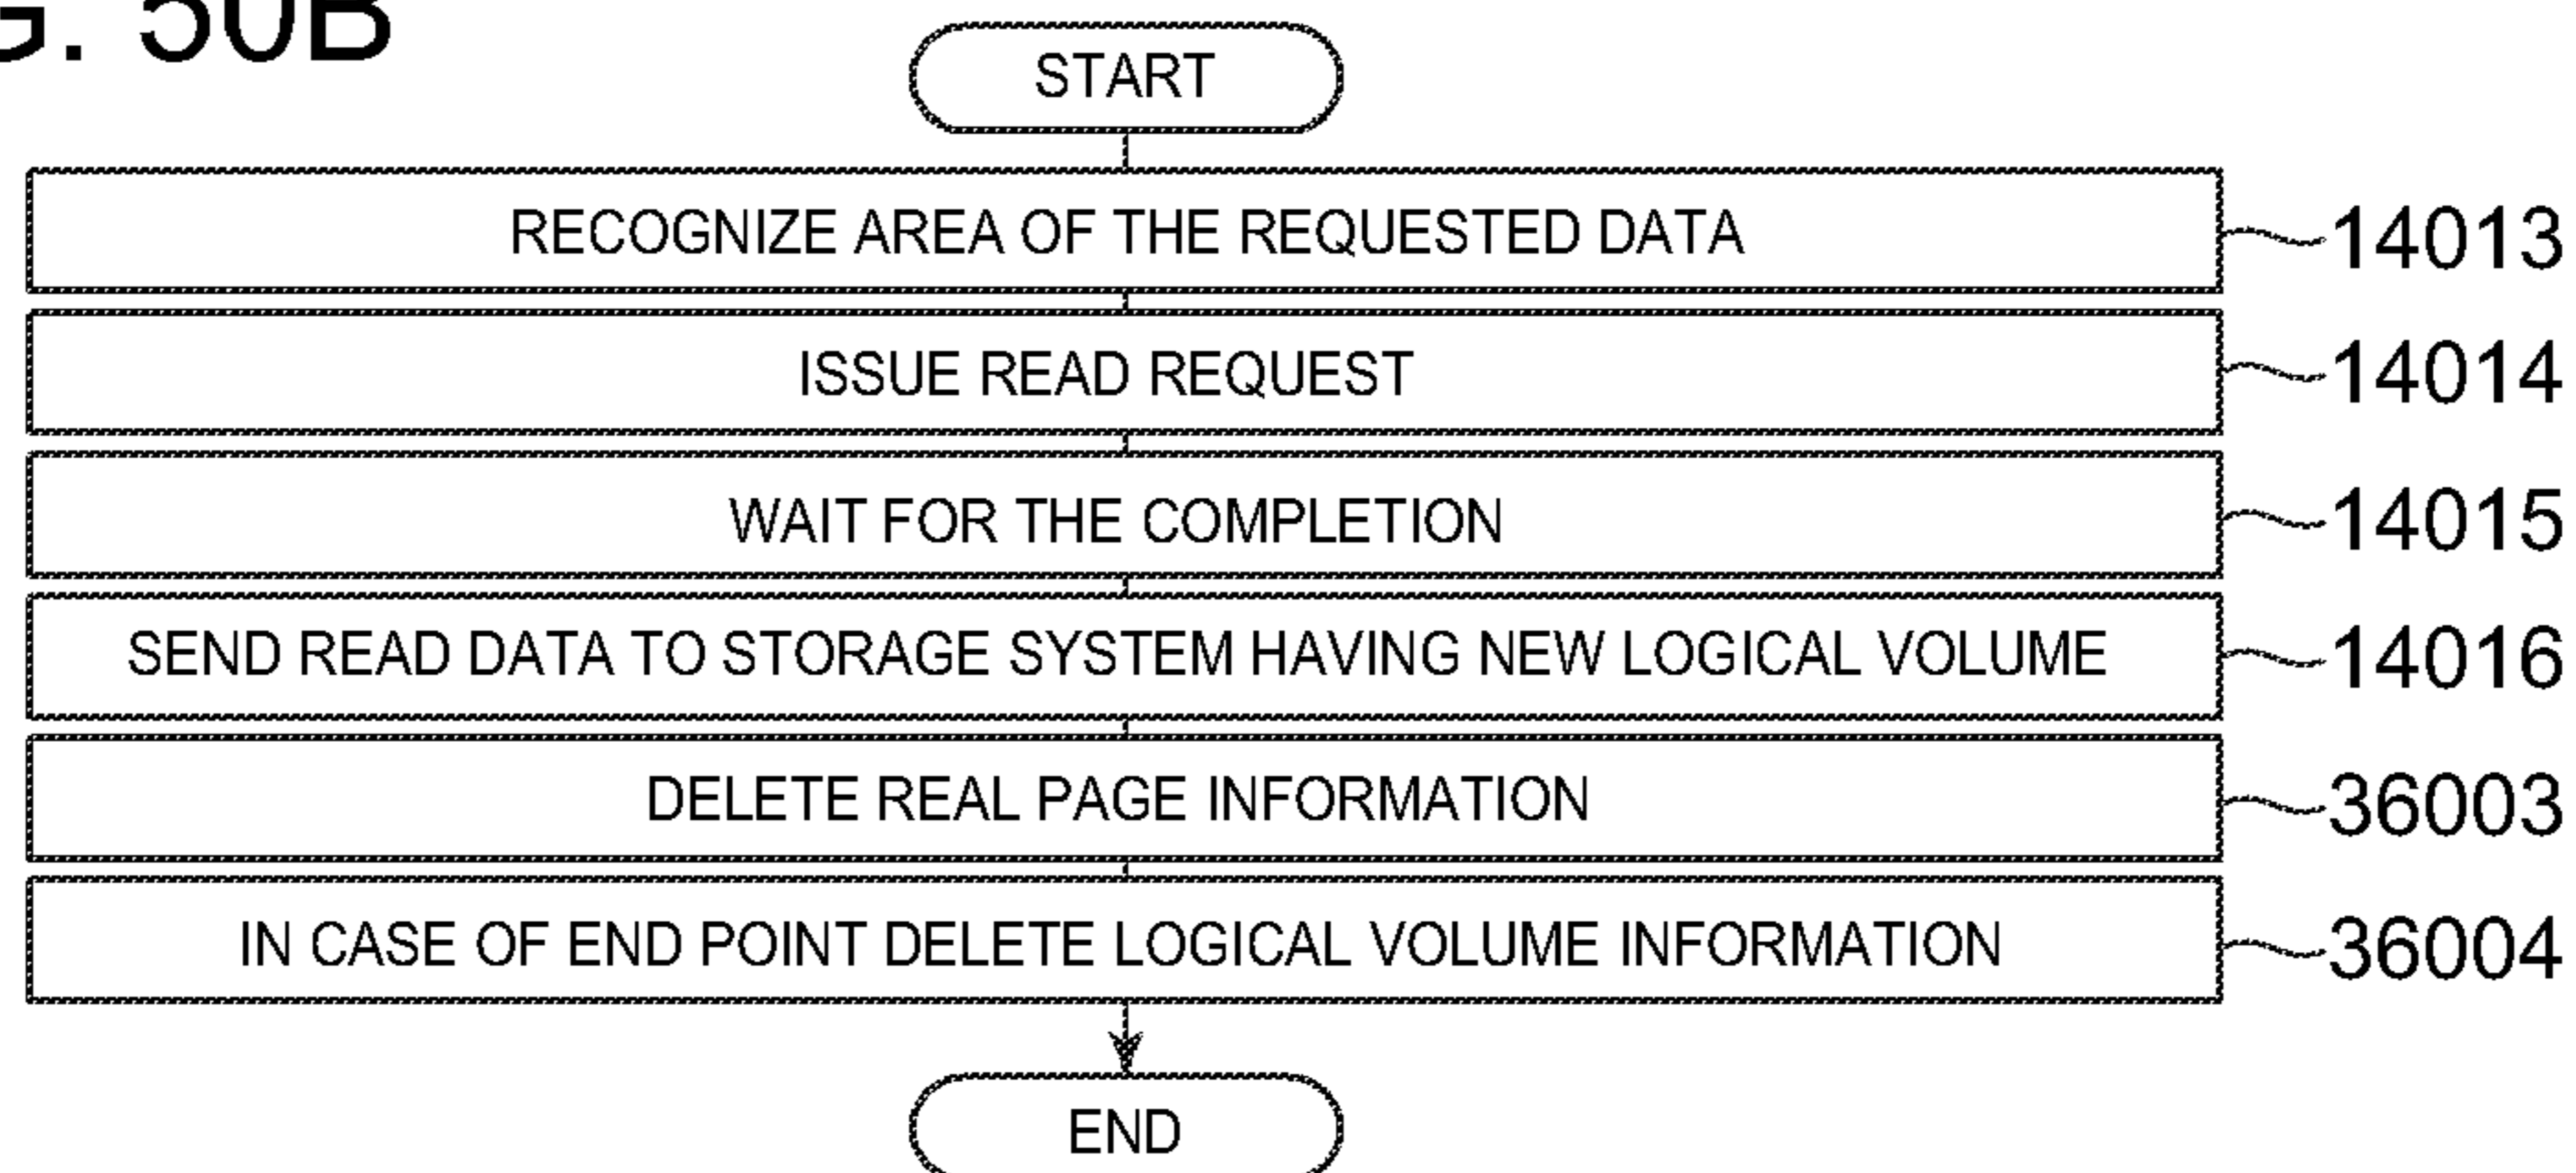 G. 50B
START
RECOGNIZE AREA OF THE REQUESTED DATA 14013
ISSUE READ REQUEST 14014
WAIT FOR THE COMPLETION 14015
SEND READ DATA TO STORAGE SYSTEM HAVING NEW LOGICAL VOLUME 14016
DELETE REAL PAGE INFORMATION 36003
IN CASE OF END POINT DELETE LOGICAL VOLUME INFORMATION 36004
END